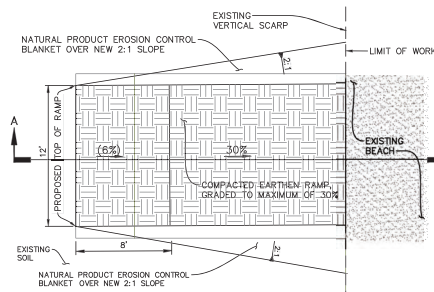 EXISTING
VERTICAL SCARP
NATURAL PRODUCT EROSION CONTROL
BLANKET OVER NEW 2:1 SLOPE
2:1
LIMIT OF WORK
A
PROPOSED TOP OF RAMP
12'
(6%)
30%
EXISTING
BEACH
COMPACTED EARTHEN RAMP,
GRADED TO MAXIMUM OF 30%
8'
EXISTING
SOIL
2:1
NATURAL PRODUCT EROSION CONTROL
BLANKET OVER NEW 2:1 SLOPE